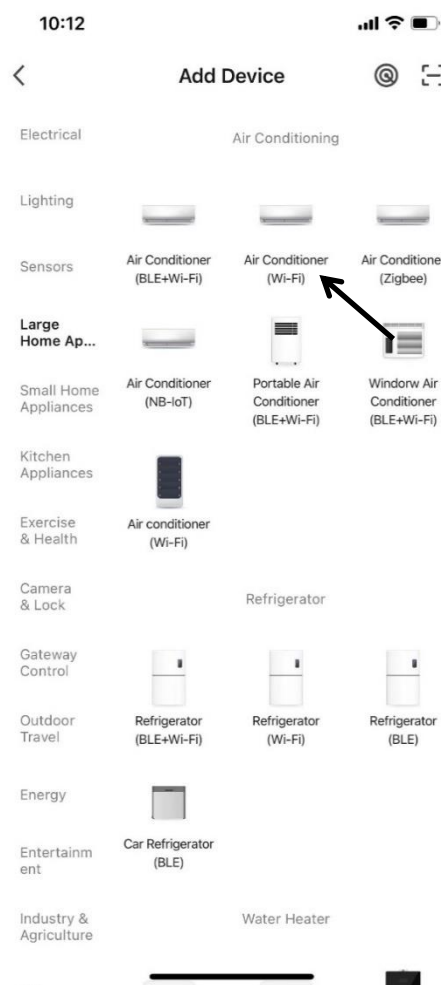 10:12
Add Device
Electrical
Lighting
Sensors
Large
Home Ap...
Small Home
Appliances
Kitchen
Appliances
Exercise
& Health
Camera
& Lock
Gateway
Control
Outdoor
Travel
Energy
Entertainm
ent
Industry &
Agriculture
Air Conditioning
Air Conditioner
(BLE+Wi-Fi)
Air Conditioner
(Wi-Fi)
Air Conditione
(Zigbee)
Air Conditioner
(NB-IoT)
Portable Air
Conditioner
(BLE+Wi-Fi)
Windorw Air
Conditioner
(BLE+Wi-Fi)
Air conditioner
(Wi-Fi)
Refrigerator
Refrigerator
(BLE+Wi-Fi)
Refrigerator
(Wi-Fi)
Refrigerator
(BLE)
Car Refrigerator
(BLE)
Water Heater